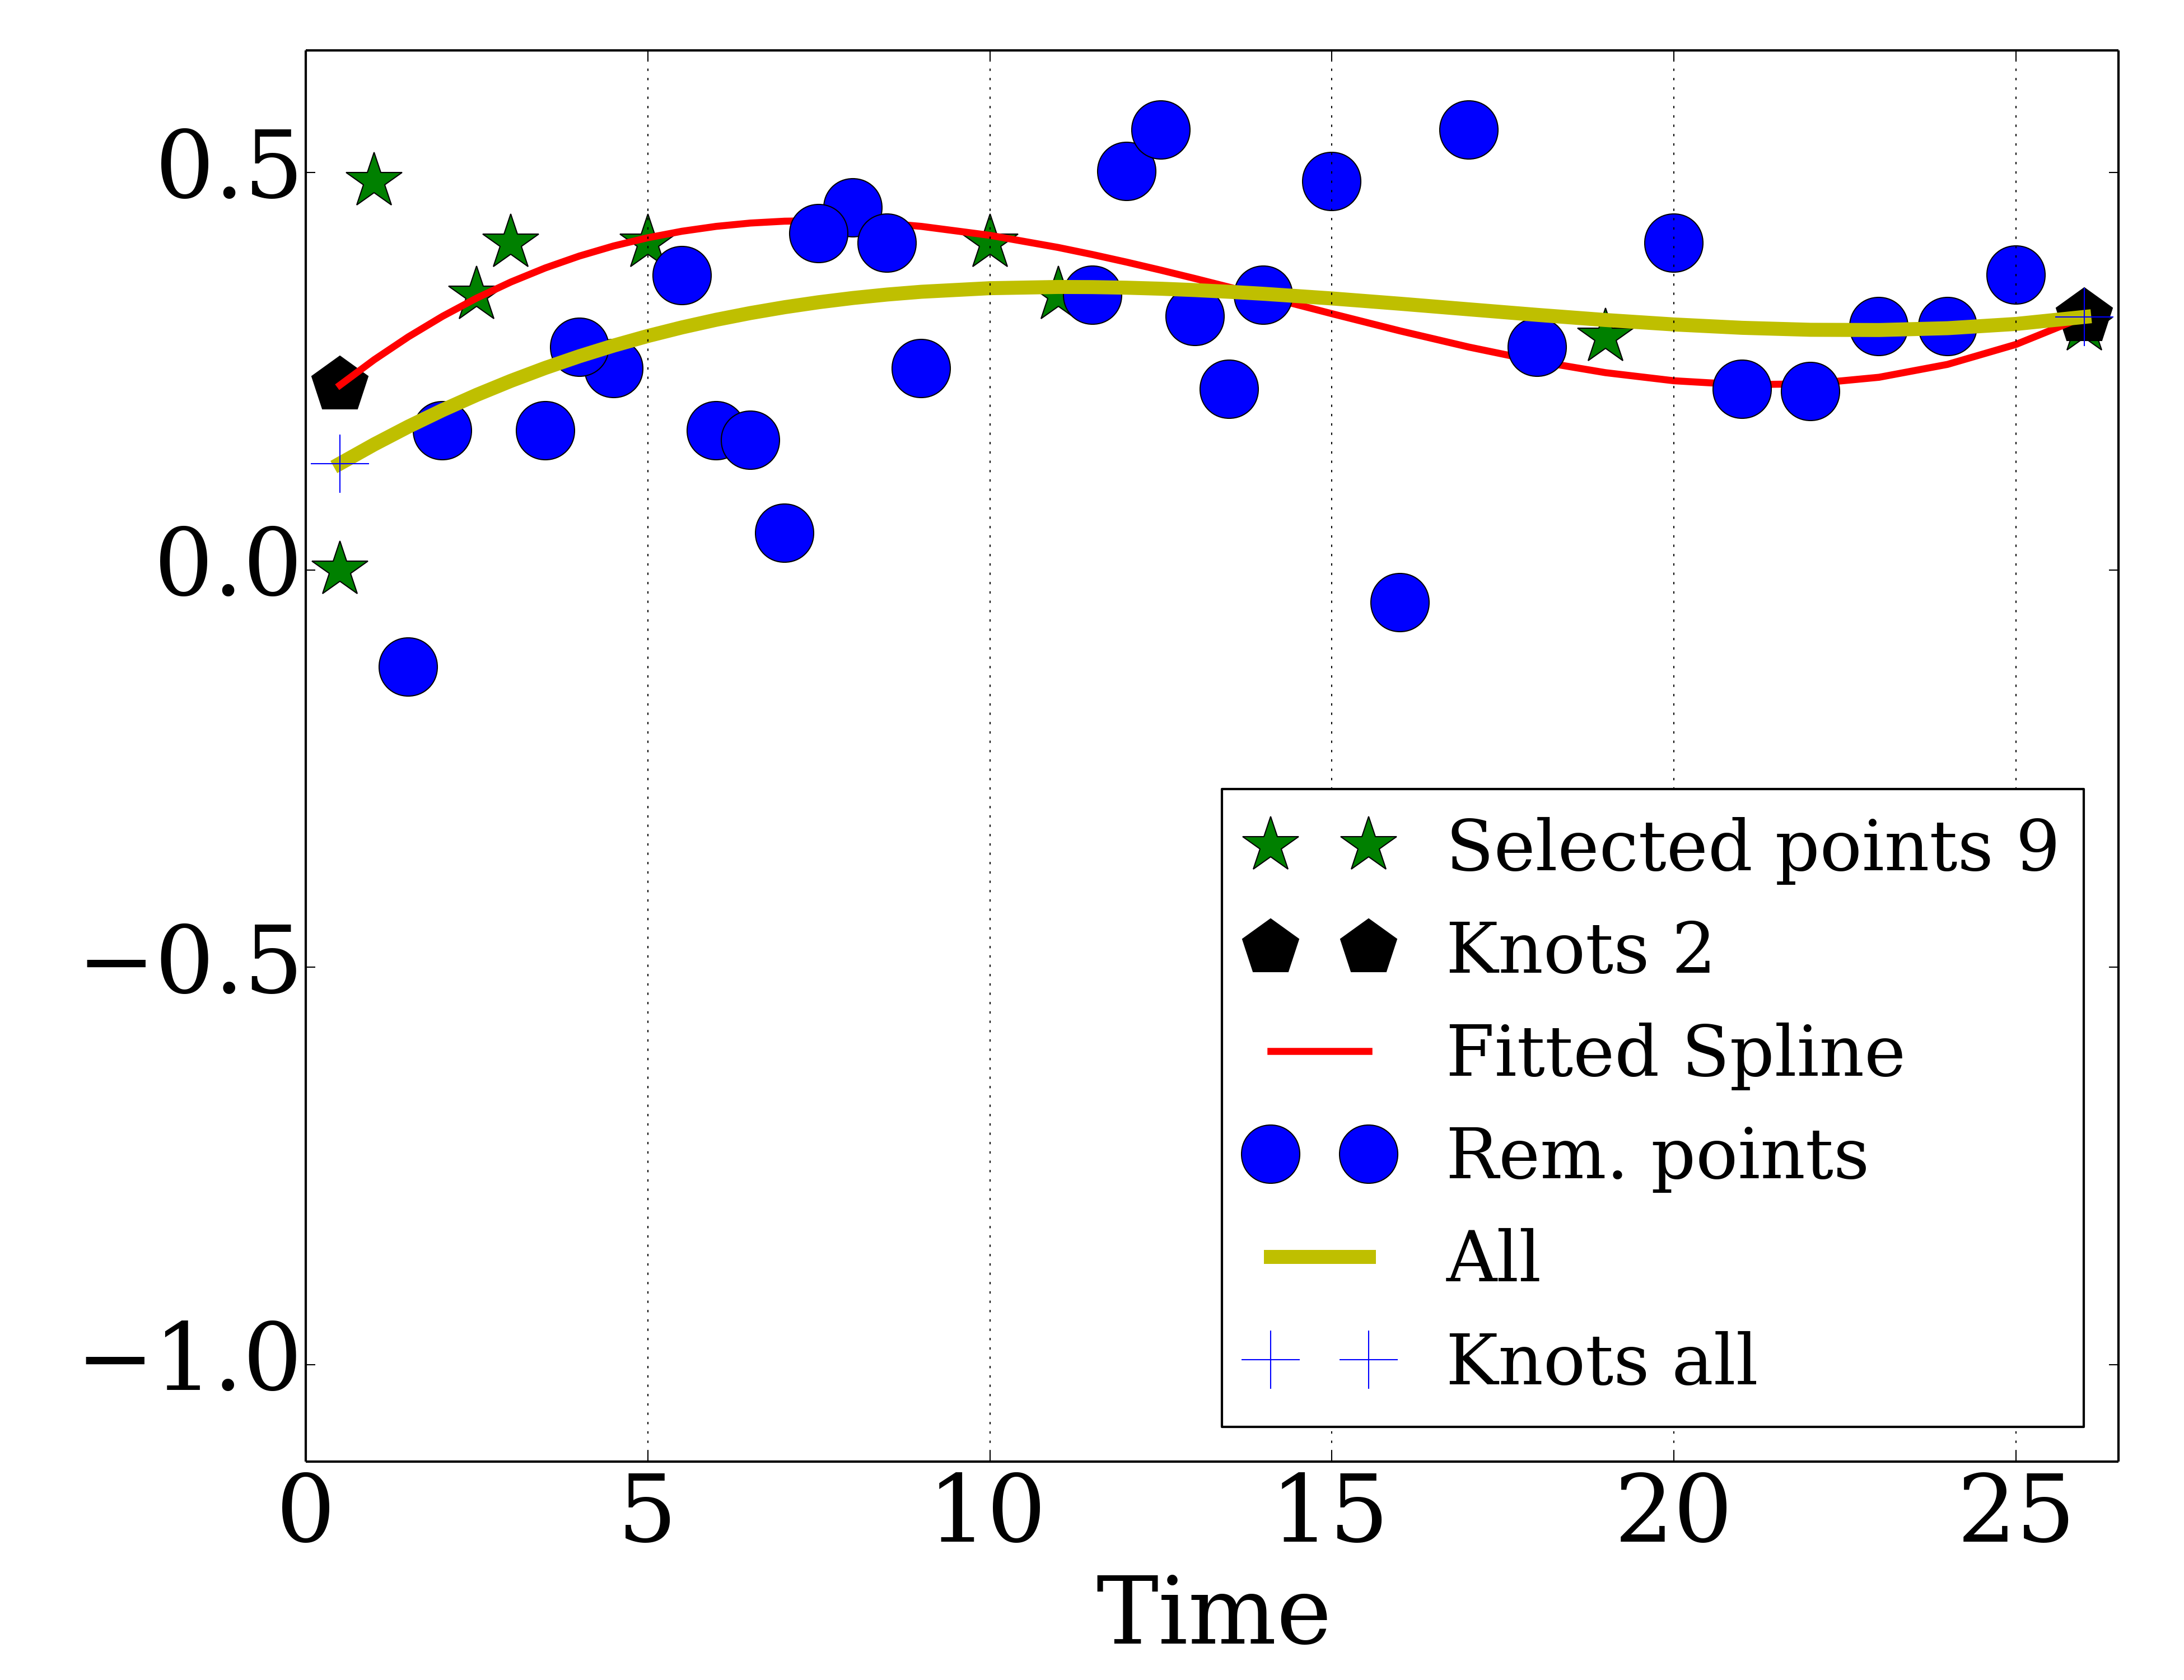 0.5
0.0
−0.5
−1.0
Selected points 9
Knots 2
Fitted Spline
Rem. points
All
Knots all
0 5 10 15 20 25
Time